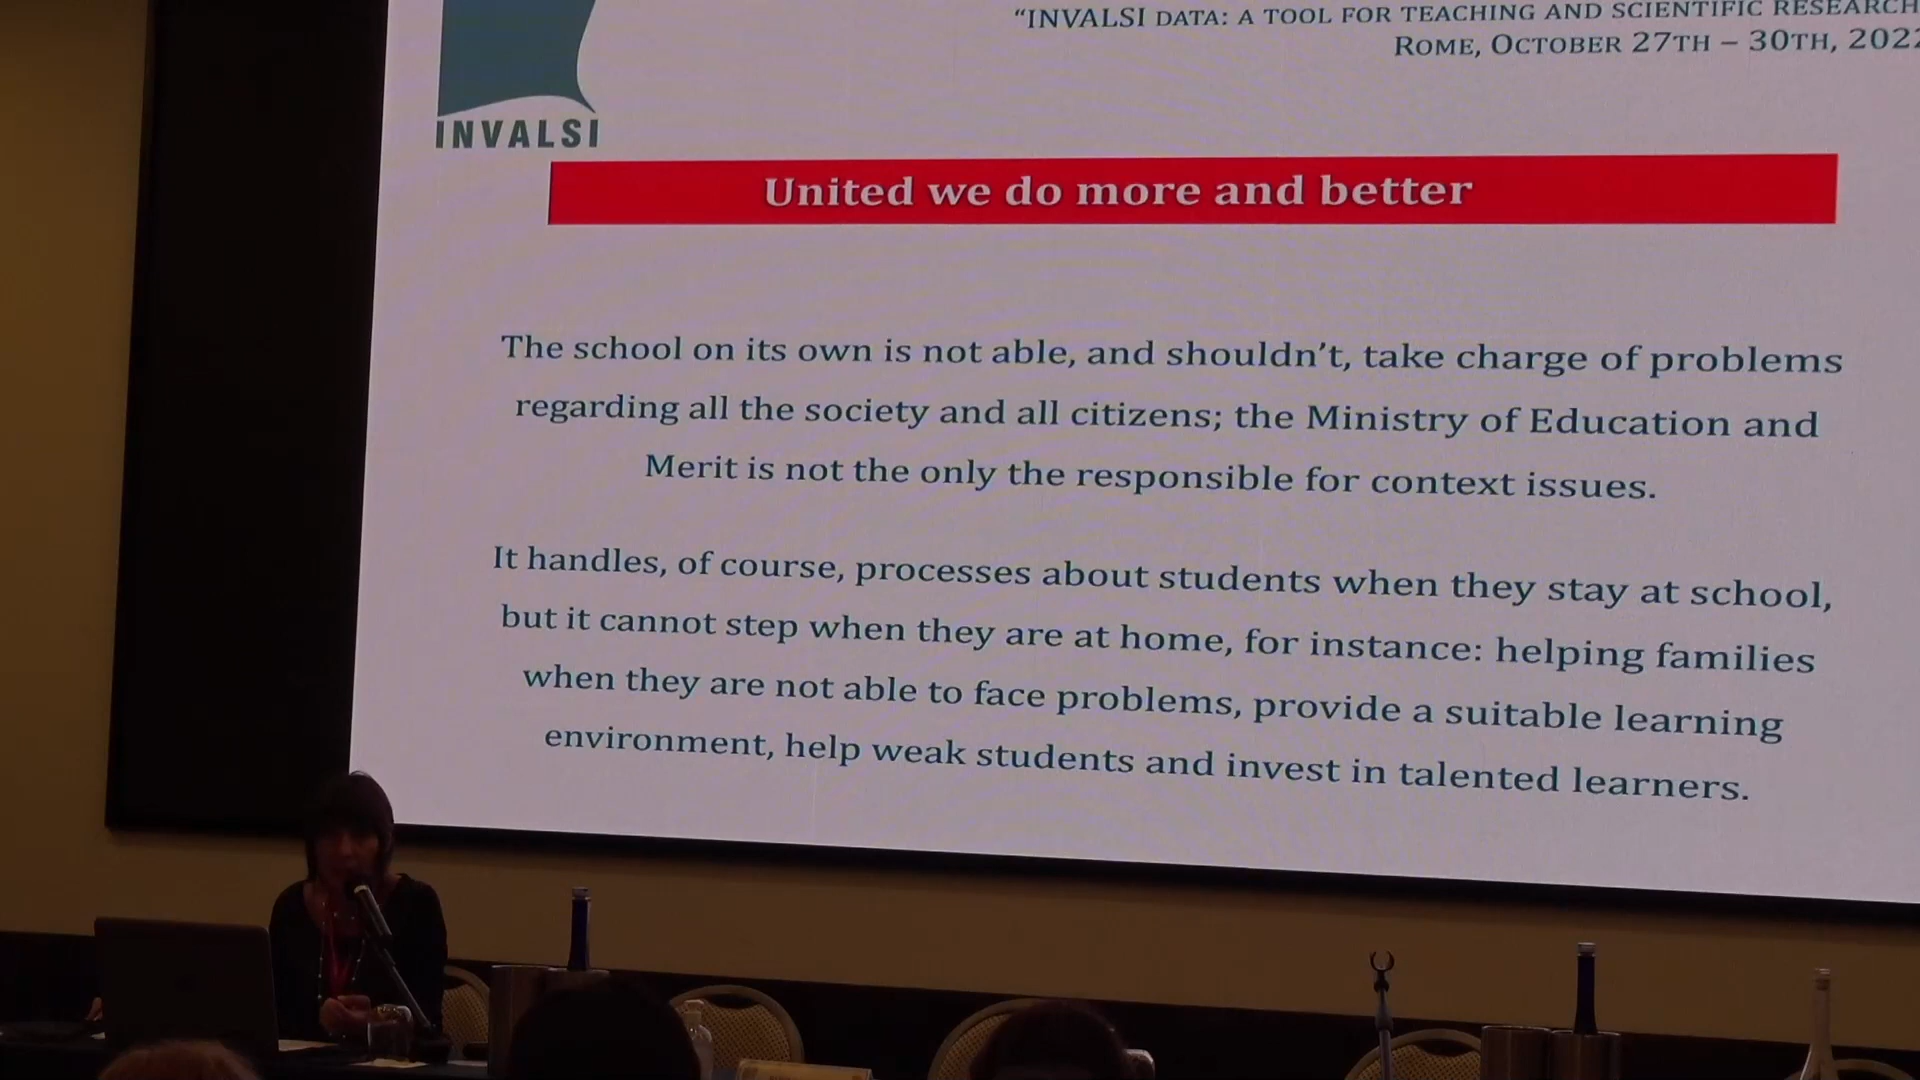 "INVALSI DATA: A TOOL FOR TEACHING AND SCIENTIFIC RESEARCH
ROME, OCTOBER 27TH – 30TH, 2022
INVALSI
United we do more and better
The school on its own is not able, and shouldn't, take charge of problems
regarding all the society and all citizens; the Ministry of Education and
Merit is not the only the responsible for context issues.
It handles, of course, processes about students when they stay at school,
but it cannot step when they are at home, for instance: helping families
when they are not able to face problems, provide a suitable learning
environment, help weak students and invest in talented learners.